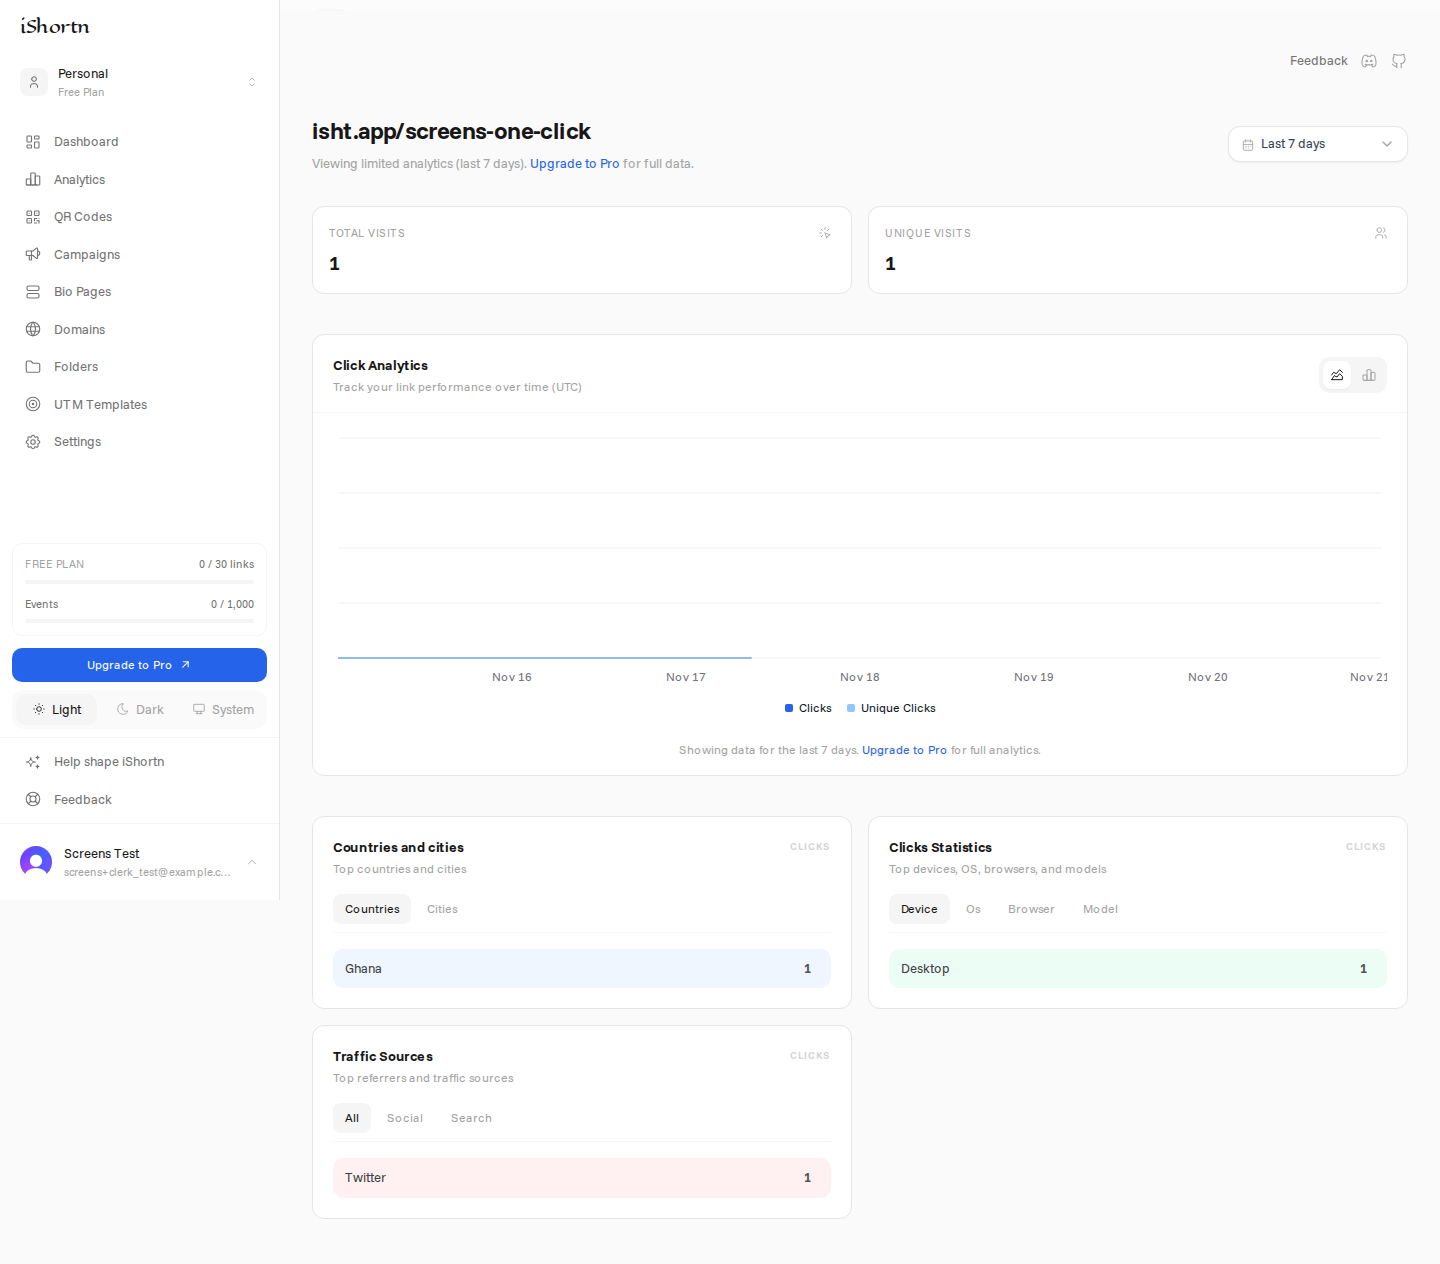 iShortn
Personal
Free Plan
Dashboard
Analytics
QR Codes
Campaigns
Bio Pages
Domains
Folders
UTM Templates
Settings
FREE PLAN 0 / 30 links
Events 0 / 1,000
Upgrade to Pro
Light Dark System
Help shape iShortn
Feedback
Screens Test
screens+clerk_test@example.c...
Feedback
isht.app/screens-one-click
Viewing limited analytics (last 7 days). Upgrade to Pro for full data.
Last 7 days
TOTAL VISITS
1
UNIQUE VISITS
1
Click Analytics
Track your link performance over time (UTC)
Nov 16 Nov 17 Nov 18 Nov 19 Nov 20 Nov 21
Clicks Unique Clicks
Showing data for the last 7 days. Upgrade to Pro for full analytics.
Countries and cities CLICKS
Top countries and cities
Countries Cities
Ghana 1
Clicks Statistics CLICKS
Top devices, OS, browsers, and models
Device Os Browser Model
Desktop 1
Traffic Sources CLICKS
Top referrers and traffic sources
All Social Search
Twitter 1